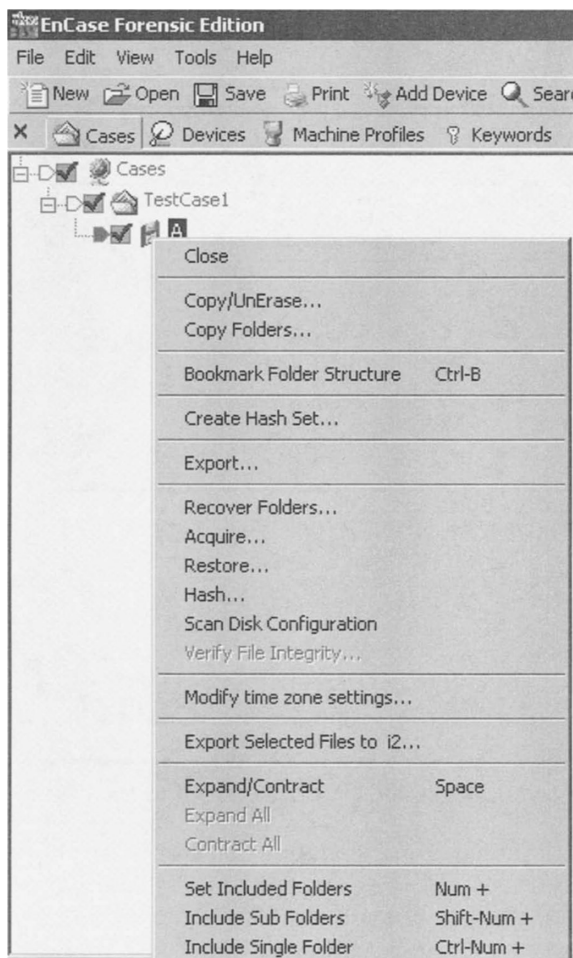 EnCase Forensic Edition
File Edit View Tools Help
New Open Save Print Add Device Sear
Cases Devices Machine Profiles Keywords
Cases
TestCase1
A
Close
Copy/UnErase...
Copy Folders...
Bookmark Folder Structure Ctrl-B
Create Hash Set...
Export...
Recover Folders...
Acquire...
Restore...
Hash...
Scan Disk Configuration
Verify File Integrity...
Modify time zone settings...
Export Selected Files to i2...
Expand/Contract Space
Expand All
Contract All
Set Included Folders Num +
Include Sub Folders Shift-Num +
Include Single Folder Ctrl-Num +